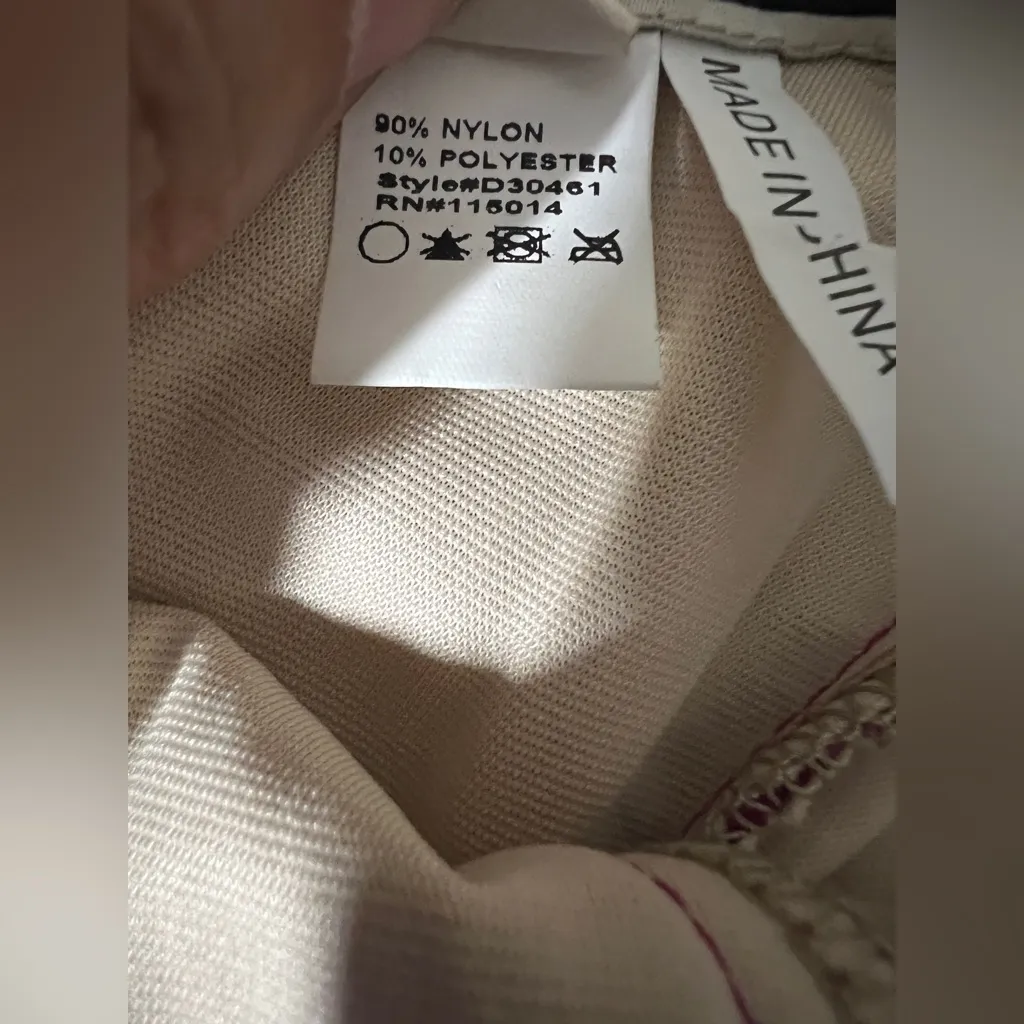 90% NYLON
10% POLYESTER
Style#D30461
RN#115014
MADE IN CHINA